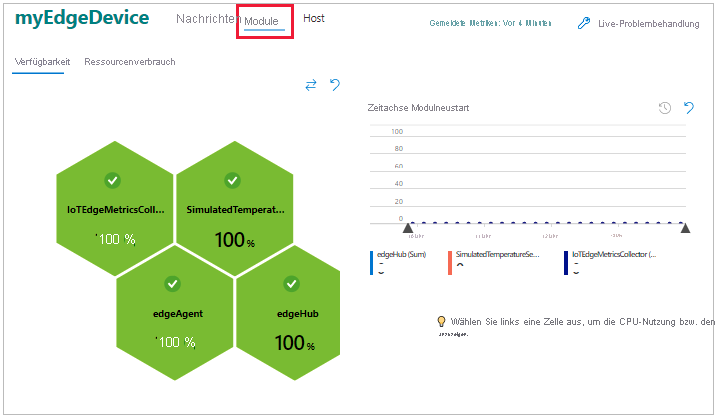 myEdgeDevice
Nachrichten Module Host
Gemeldete Metriken: Vor 4 Minuten
Live-Problembehandlung
Verfügbarkeit Ressourcenverbrauch
IoTEdgeMetricsColl...
100 %
SimulatedTemperat...
100 %
edgeAgent
100 %
edgeHub
100 %
Zeitachse Modulneustart
100
80
60
40
20
0
edgeHub (Sum)
SimulatedTemperatureSe...
IoTEdgeMetricsCollector (...
Wählen Sie links eine Zelle aus, um die CPU-Nutzung bzw. den